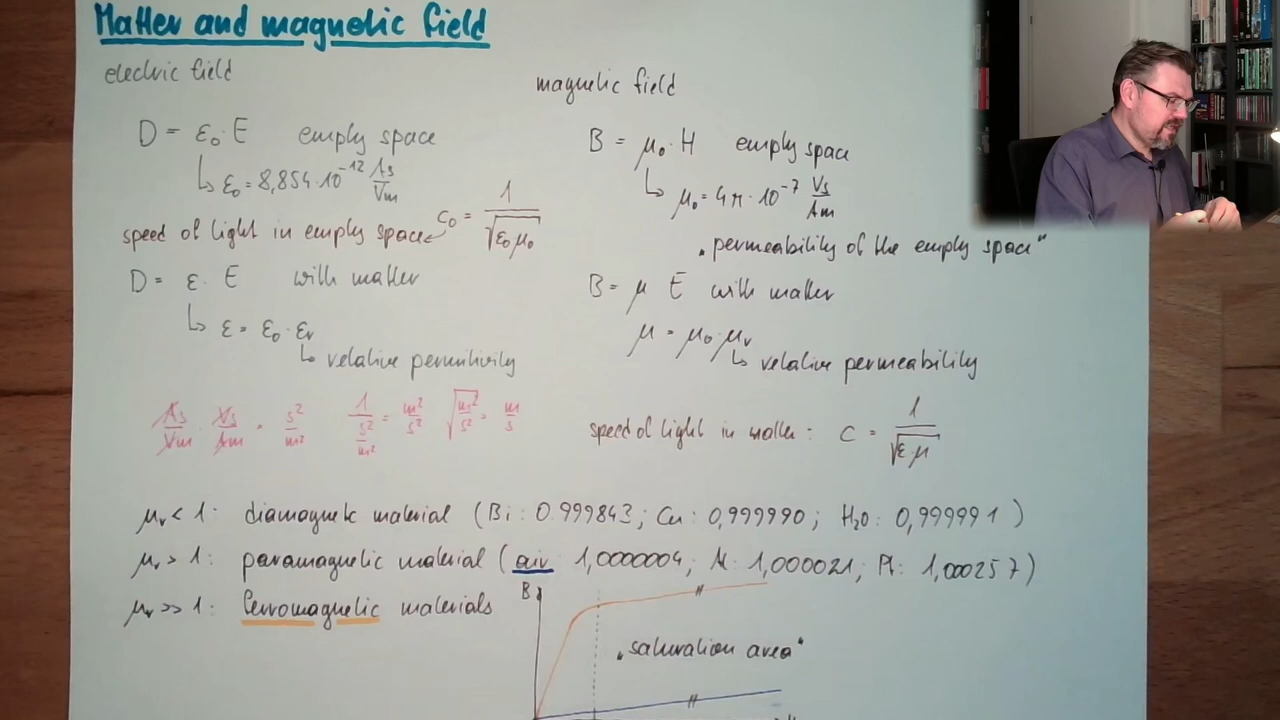 Matter and magnetic field
electric field
magnetic field
D = ε₀·E empty space
B = μ₀·H empty space
↳ ε₀ = 8,854·10⁻¹² As/Vm
↳ μ₀ = 4π·10⁻⁷ Vs/Am
speed of light in empty space ↙ c₀ = 1/√(ε₀μ₀)
„permeability of the empty space"
D = ε· E with matter
B = μ E with matter
↳ ε = ε₀·εr
μ = μ₀·μr
↳ relative permittivity
↳ relative permeability
As/Vm · Vs/Am = s²/m² 1/(s²/m²) = m²/s² √(m²/s²) = m/s
speed of light in matter: c = 1/√(ε·μ)
μr < 1: diamagnetic material (Bi: 0.999843; Cu: 0,999990; H₂O: 0,999991)
μr > 1: paramagnetic material (air 1,0000004; Al: 1,000021; Pt: 1,000257)
μr >> 1: ferromagnetic materials
B
„saturation area"